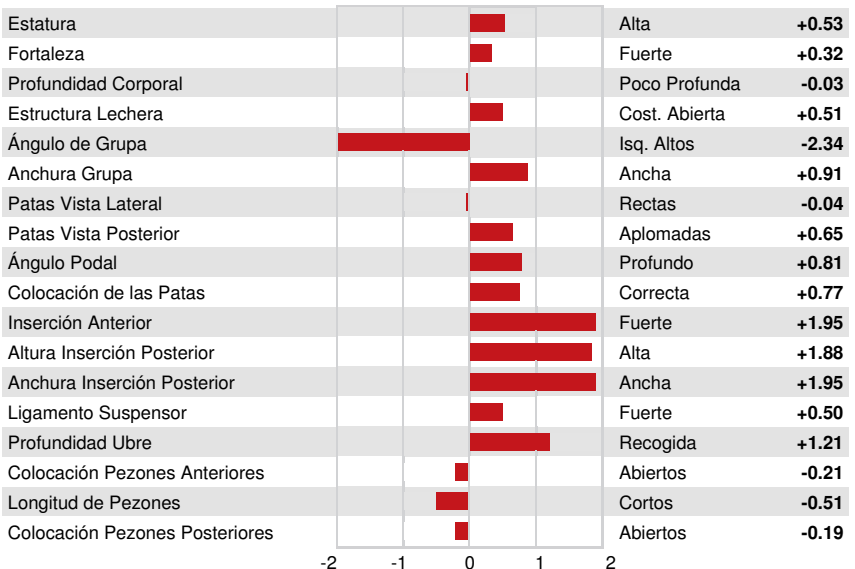 Estatura Alta +0.53
Fortaleza Fuerte +0.32
Profundidad Corporal Poco Profunda -0.03
Estructura Lechera Cost. Abierta +0.51
Ángulo de Grupa Isq. Altos -2.34
Anchura Grupa Ancha +0.91
Patas Vista Lateral Rectas -0.04
Patas Vista Posterior Aplomadas +0.65
Ángulo Podal Profundo +0.81
Colocación de las Patas Correcta +0.77
Inserción Anterior Fuerte +1.95
Altura Inserción Posterior Alta +1.88
Anchura Inserción Posterior Ancha +1.95
Ligamento Suspensor Fuerte +0.50
Profundidad Ubre Recogida +1.21
Colocación Pezones Anteriores Abiertos -0.21
Longitud de Pezones Cortos -0.51
Colocación Pezones Posteriores Abiertos -0.19
-2 -1 0 1 2